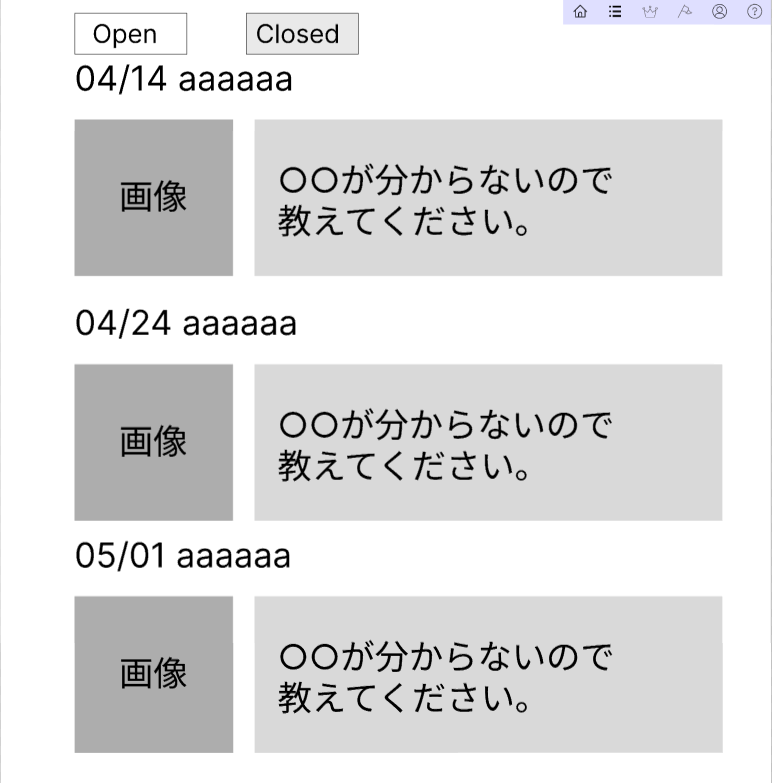 Open
Closed
04/14 aaaaaa
画像
〇〇が分からないので
教えてください。
04/24 aaaaaa
画像
〇〇が分からないので
教えてください。
05/01 aaaaaa
画像
〇〇が分からないので
教えてください。